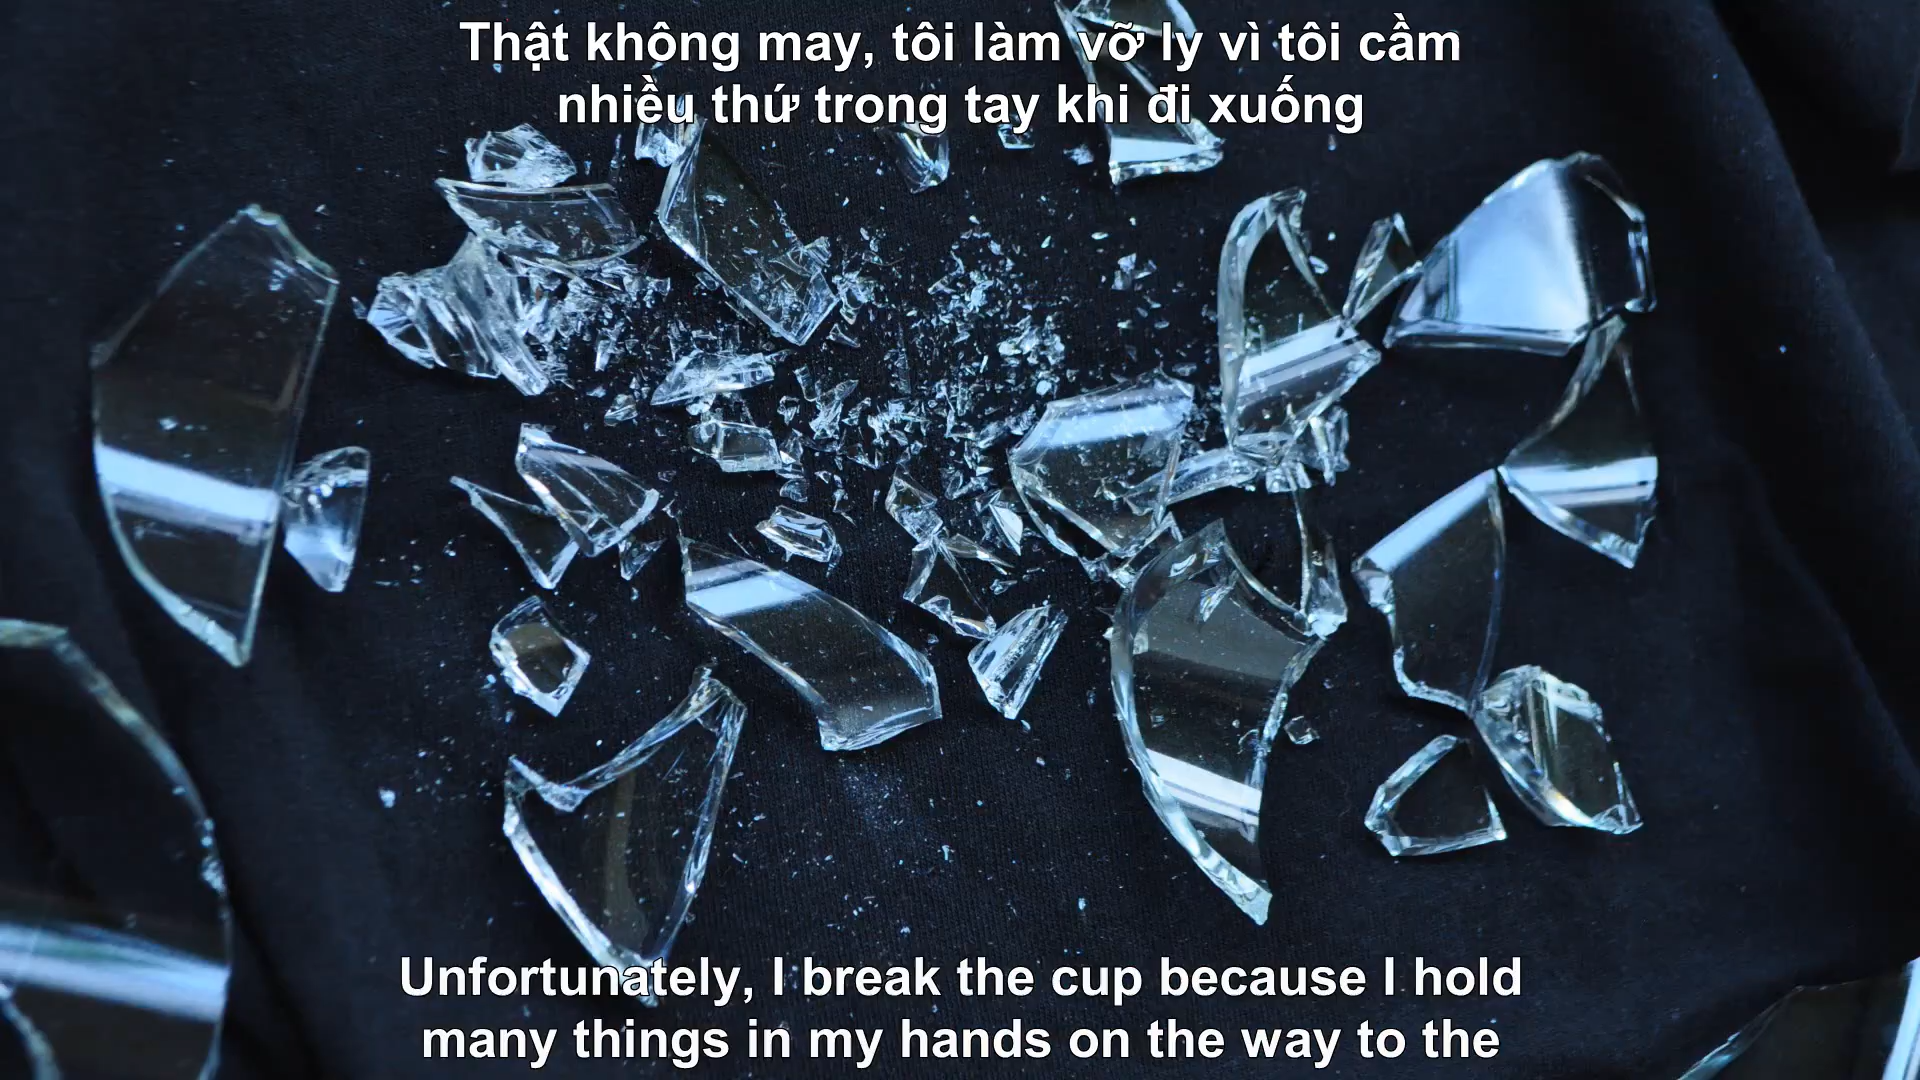 Thật không may, tôi làm vỡ ly vì tôi cầm
nhiều thứ trong tay khi đi xuống
Unfortunately, I break the cup because I hold
many things in my hands on the way to the